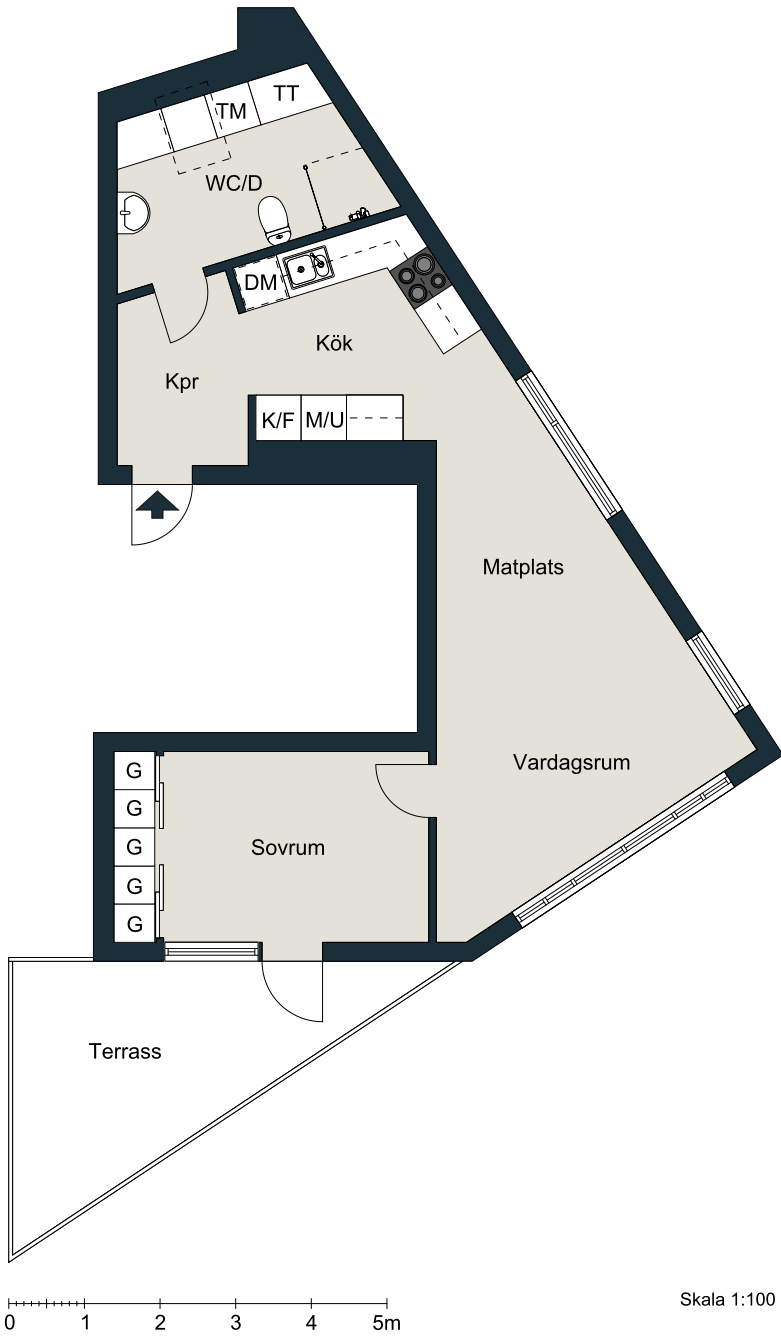 TT
TM
WC/D
DM
Kök
Kpr
K/F M/U
Matplats
Vardagsrum
G
G
Sovrum
G
G
G
Terrass
Skala 1:100
0 1 2 3 4 5m